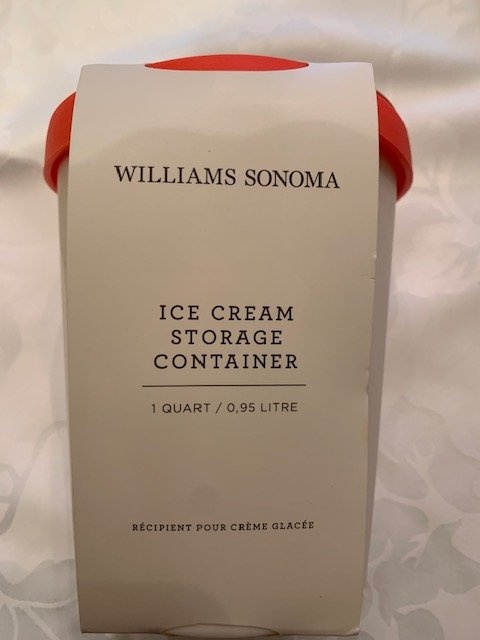 WILLIAMS SONOMA
ICE CREAM
STORAGE
CONTAINER
1 QUART / 0,95 LITRE
RÉCIPIENT POUR CRÈME GLACÉE